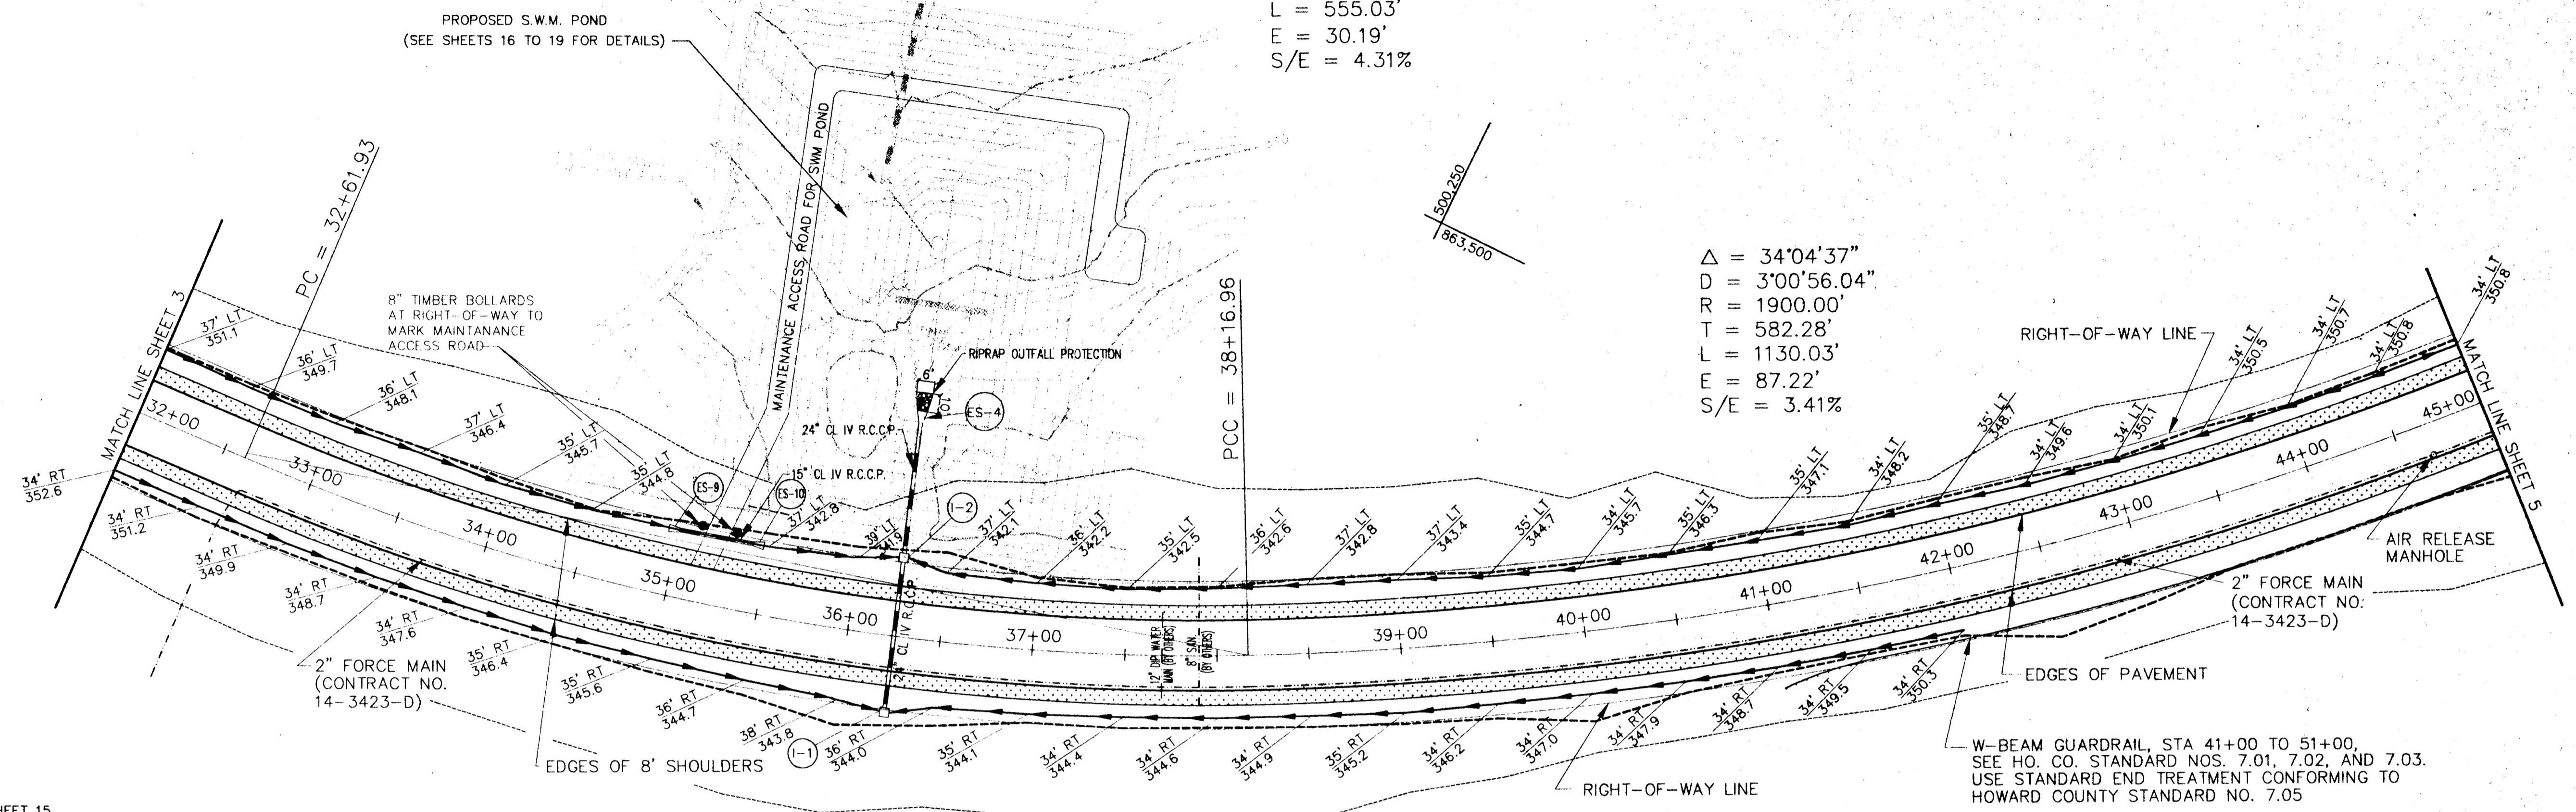 PROPOSED S.W.M. POND
(SEE SHEETS 16 TO 19 FOR DETAILS)
L = 555.03'
E = 30.19'
S/E = 4.31%
PC = 32+61.93
MAINTENANCE ACCESS ROAD FOR SWM POND
500,250
863,500
Δ = 34°04'37"
D = 3°00'56.04"
R = 1900.00'
T = 582.28'
L = 1130.03'
E = 87.22'
S/E = 3.41%
PCC = 38+16.96
8" TIMBER BOLLARDS
AT RIGHT-OF-WAY TO
MARK MAINTANANCE
ACCESS ROAD
RIPRAP OUTFALL PROTECTION
6'
10'
ES-4
24" CL IV R.C.C.P.
15" CL IV R.C.C.P.
ES-9
ES-10
I-2
RIGHT-OF-WAY LINE
MATCH LINE SHEET 3
MATCH LINE SHEET 5
37' LT
351.1
36' LT
349.7
36' LT
348.1
37' LT
346.4
35' LT
345.7
35' LT
344.8
37' LT
342.8
39' LT
341.9
37' LT
342.1
36' LT
342.2
35' LT
342.5
36' LT
342.6
37' LT
342.8
37' LT
343.4
35' LT
344.7
34' LT
345.7
35' LT
346.3
35' LT
347.1
34' LT
348.2
35' LT
348.7
34' LT
349.6
34' LT
350.1
34' LT
350.5
34' LT
350.7
34' LT
350.8
34' LT
350.8
32+00
33+00
34+00
35+00
36+00
37+00
39+00
40+00
41+00
42+00
43+00
44+00
45+00
24" CL IV R.C.C.P.
12" DIP WATER
MAIN (BY OTHERS)
8" SAN.
(BY OTHERS)
34' RT
352.6
34' RT
351.2
34' RT
349.9
34' RT
348.7
34' RT
347.6
35' RT
346.4
35' RT
345.6
36' RT
344.7
38' RT
343.8
I-1
36' RT
344.0
35' RT
344.1
34' RT
344.4
34' RT
344.6
34' RT
344.9
35' RT
345.2
34' RT
346.2
34' RT
347.0
34' RT
347.9
34' RT
348.7
34' RT
349.5
34' RT
350.3
AIR RELEASE
MANHOLE
2" FORCE MAIN
(CONTRACT NO.
14-3423-D)
2" FORCE MAIN
(CONTRACT NO.
14-3423-D)
EDGES OF PAVEMENT
EDGES OF 8' SHOULDERS
RIGHT-OF-WAY LINE
W-BEAM GUARDRAIL, STA 41+00 TO 51+00,
SEE HO. CO. STANDARD NOS. 7.01, 7.02, AND 7.03.
USE STANDARD END TREATMENT CONFORMING TO
HOWARD COUNTY STANDARD NO. 7.05